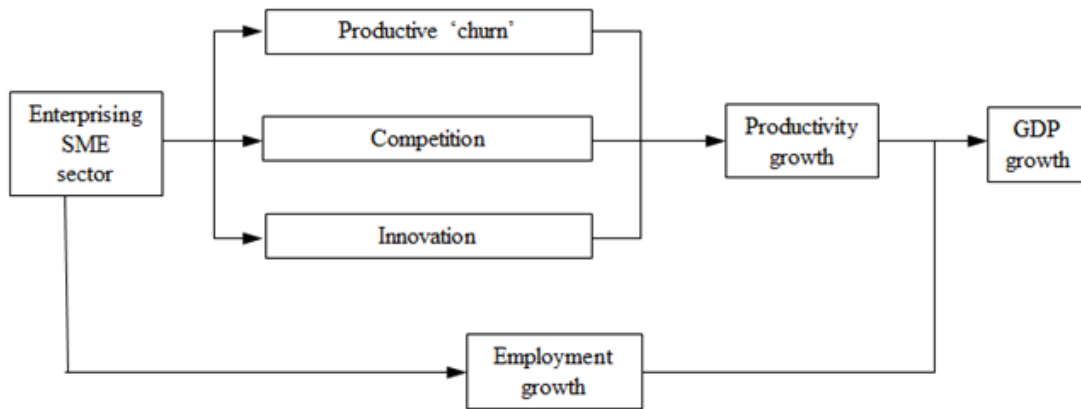 Productive ‘churn’
Enterprising
SME
sector
Competition
Productivity
growth
GDP
growth
Innovation
Employment
growth